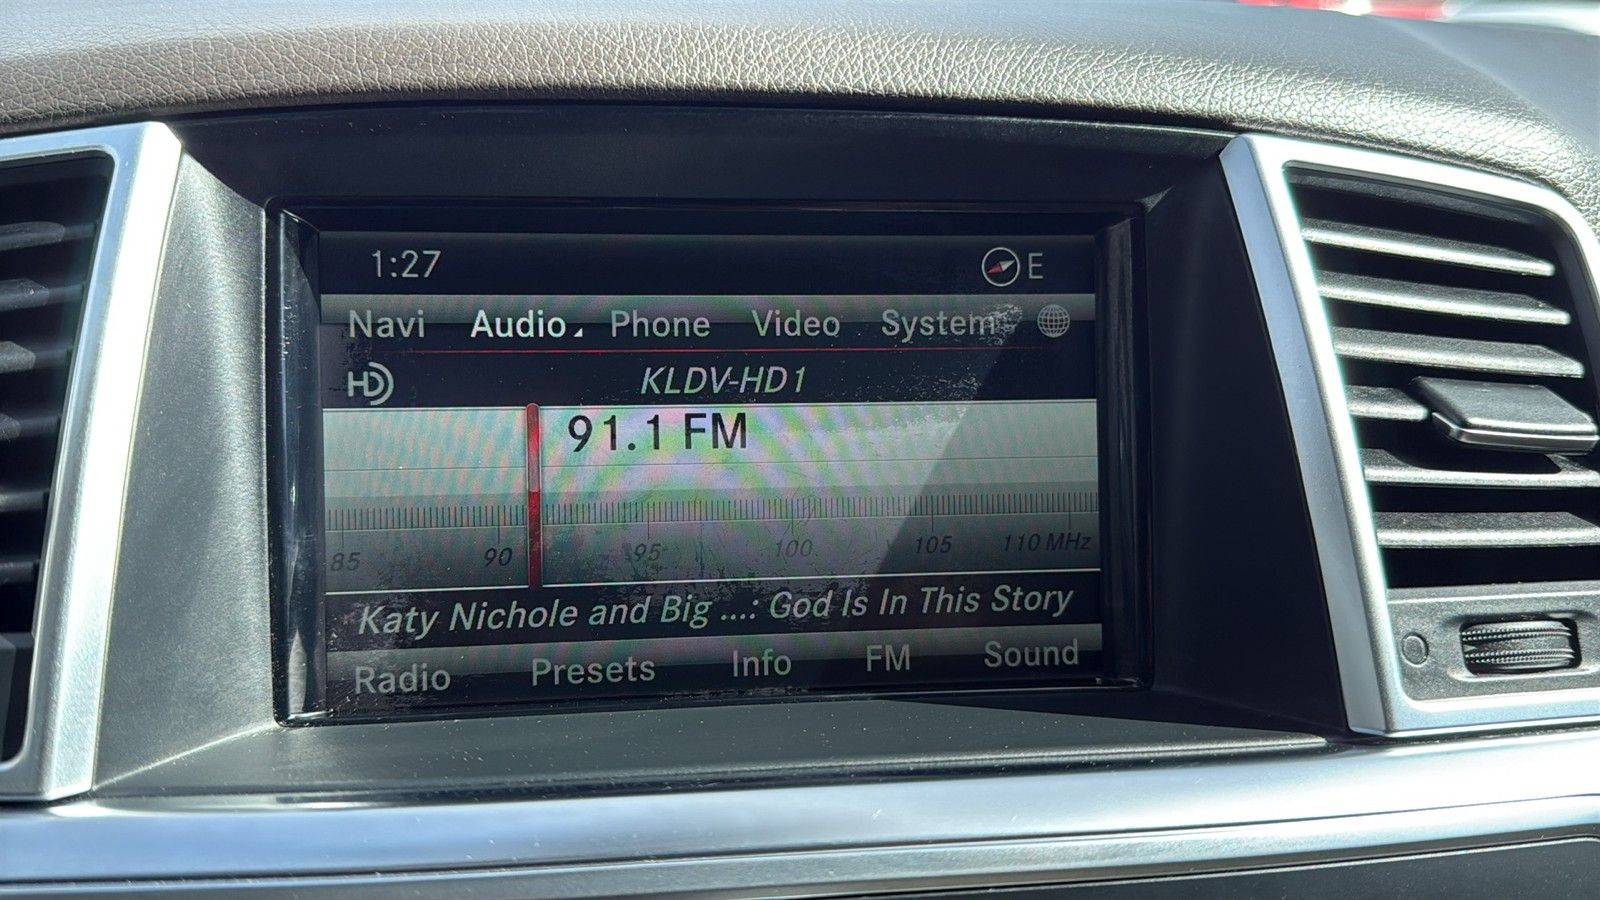 1:27 E
Navi Audio Phone Video System
HD KLDV-HD1
91.1 FM
85 90 95 100 105 110 MHz
Katy Nichole and Big ...: God Is In This Story
Radio Presets Info FM Sound